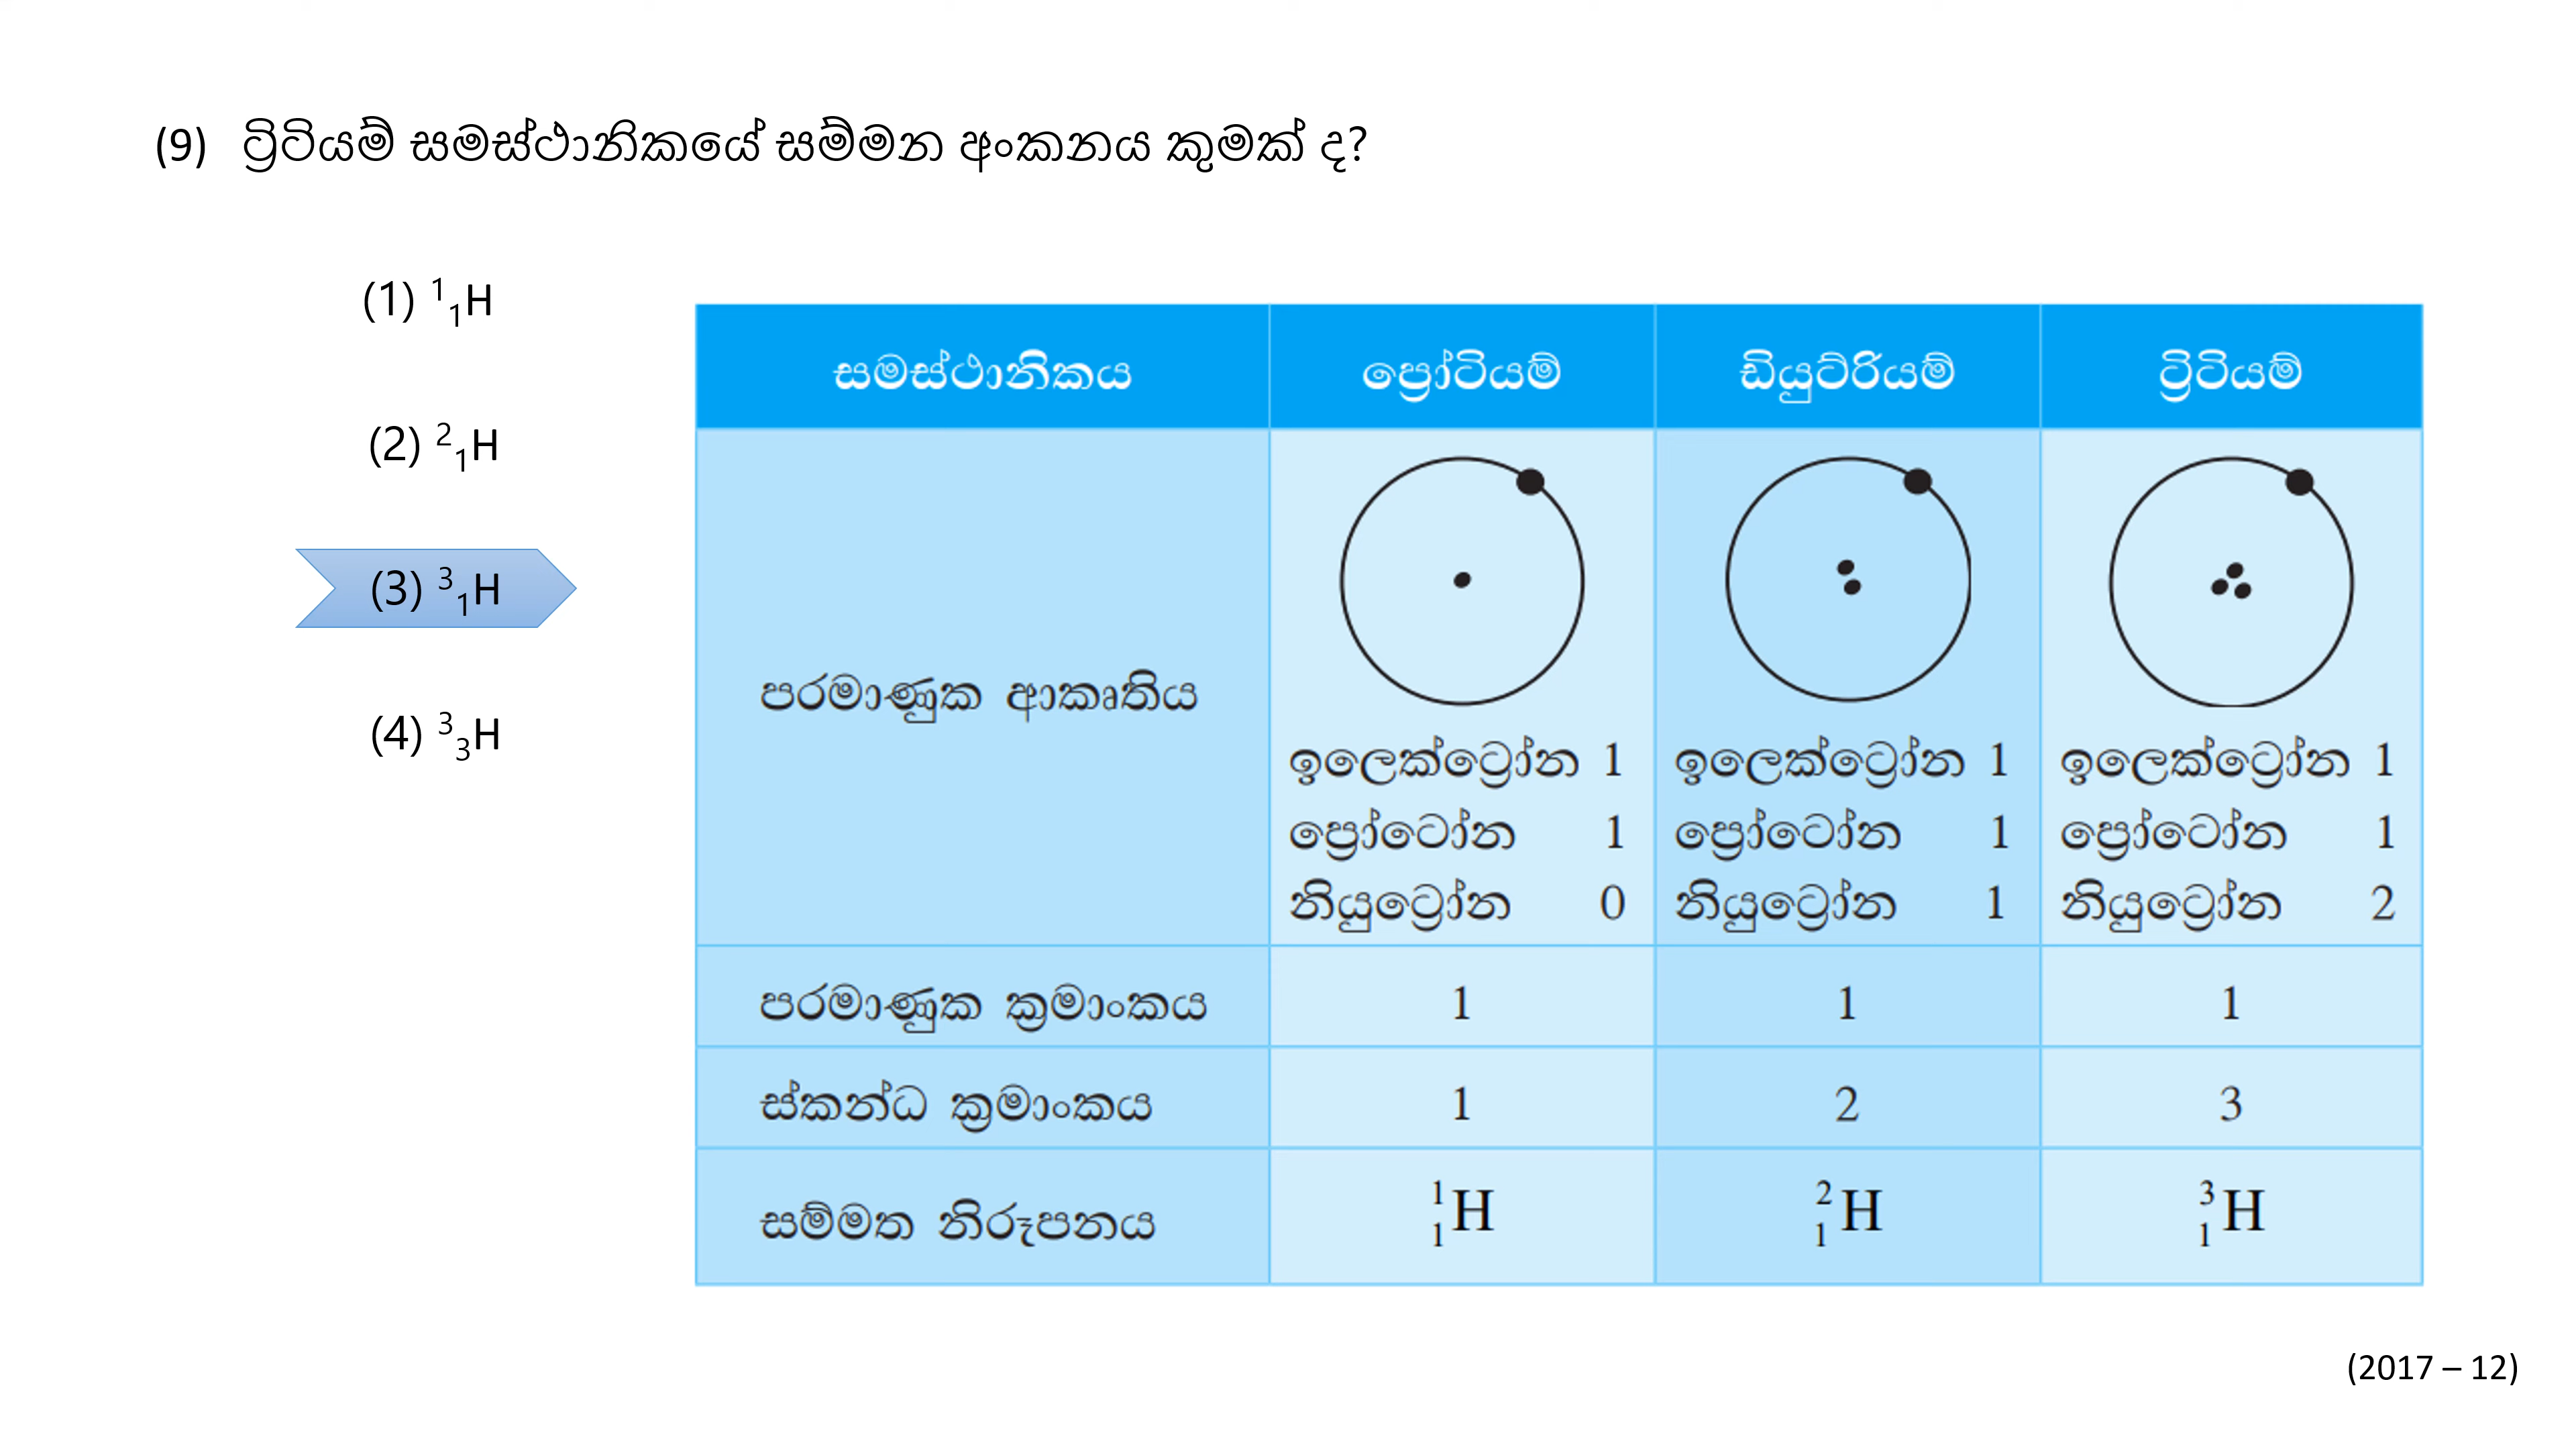 (9) ට්‍රිටියම් සමස්ථානිකයේ සම්මන අංකනය කුමක් ද?
(1) ¹₁H
(2) ²₁H
(3) ³₁H
(4) ³₃H
සමස්ථානිකය ප්‍රෝටියම් ඩියුට්රියම් ට්‍රිටියම්
පරමාණුක ආකෘතිය
ඉලෙක්ට්‍රෝන 1 ඉලෙක්ට්‍රෝන 1 ඉලෙක්ට්‍රෝන 1
ප්‍රෝටෝන 1 ප්‍රෝටෝන 1 ප්‍රෝටෝන 1
නියුට්‍රෝන 0 නියුට්‍රෝන 1 නියුට්‍රෝන 2
පරමාණුක ක්‍රමාංකය 1 1 1
ස්කන්ධ ක්‍රමාංකය 1 2 3
සම්මත නිරූපනය ¹₁H ²₁H ³₁H
(2017 – 12)